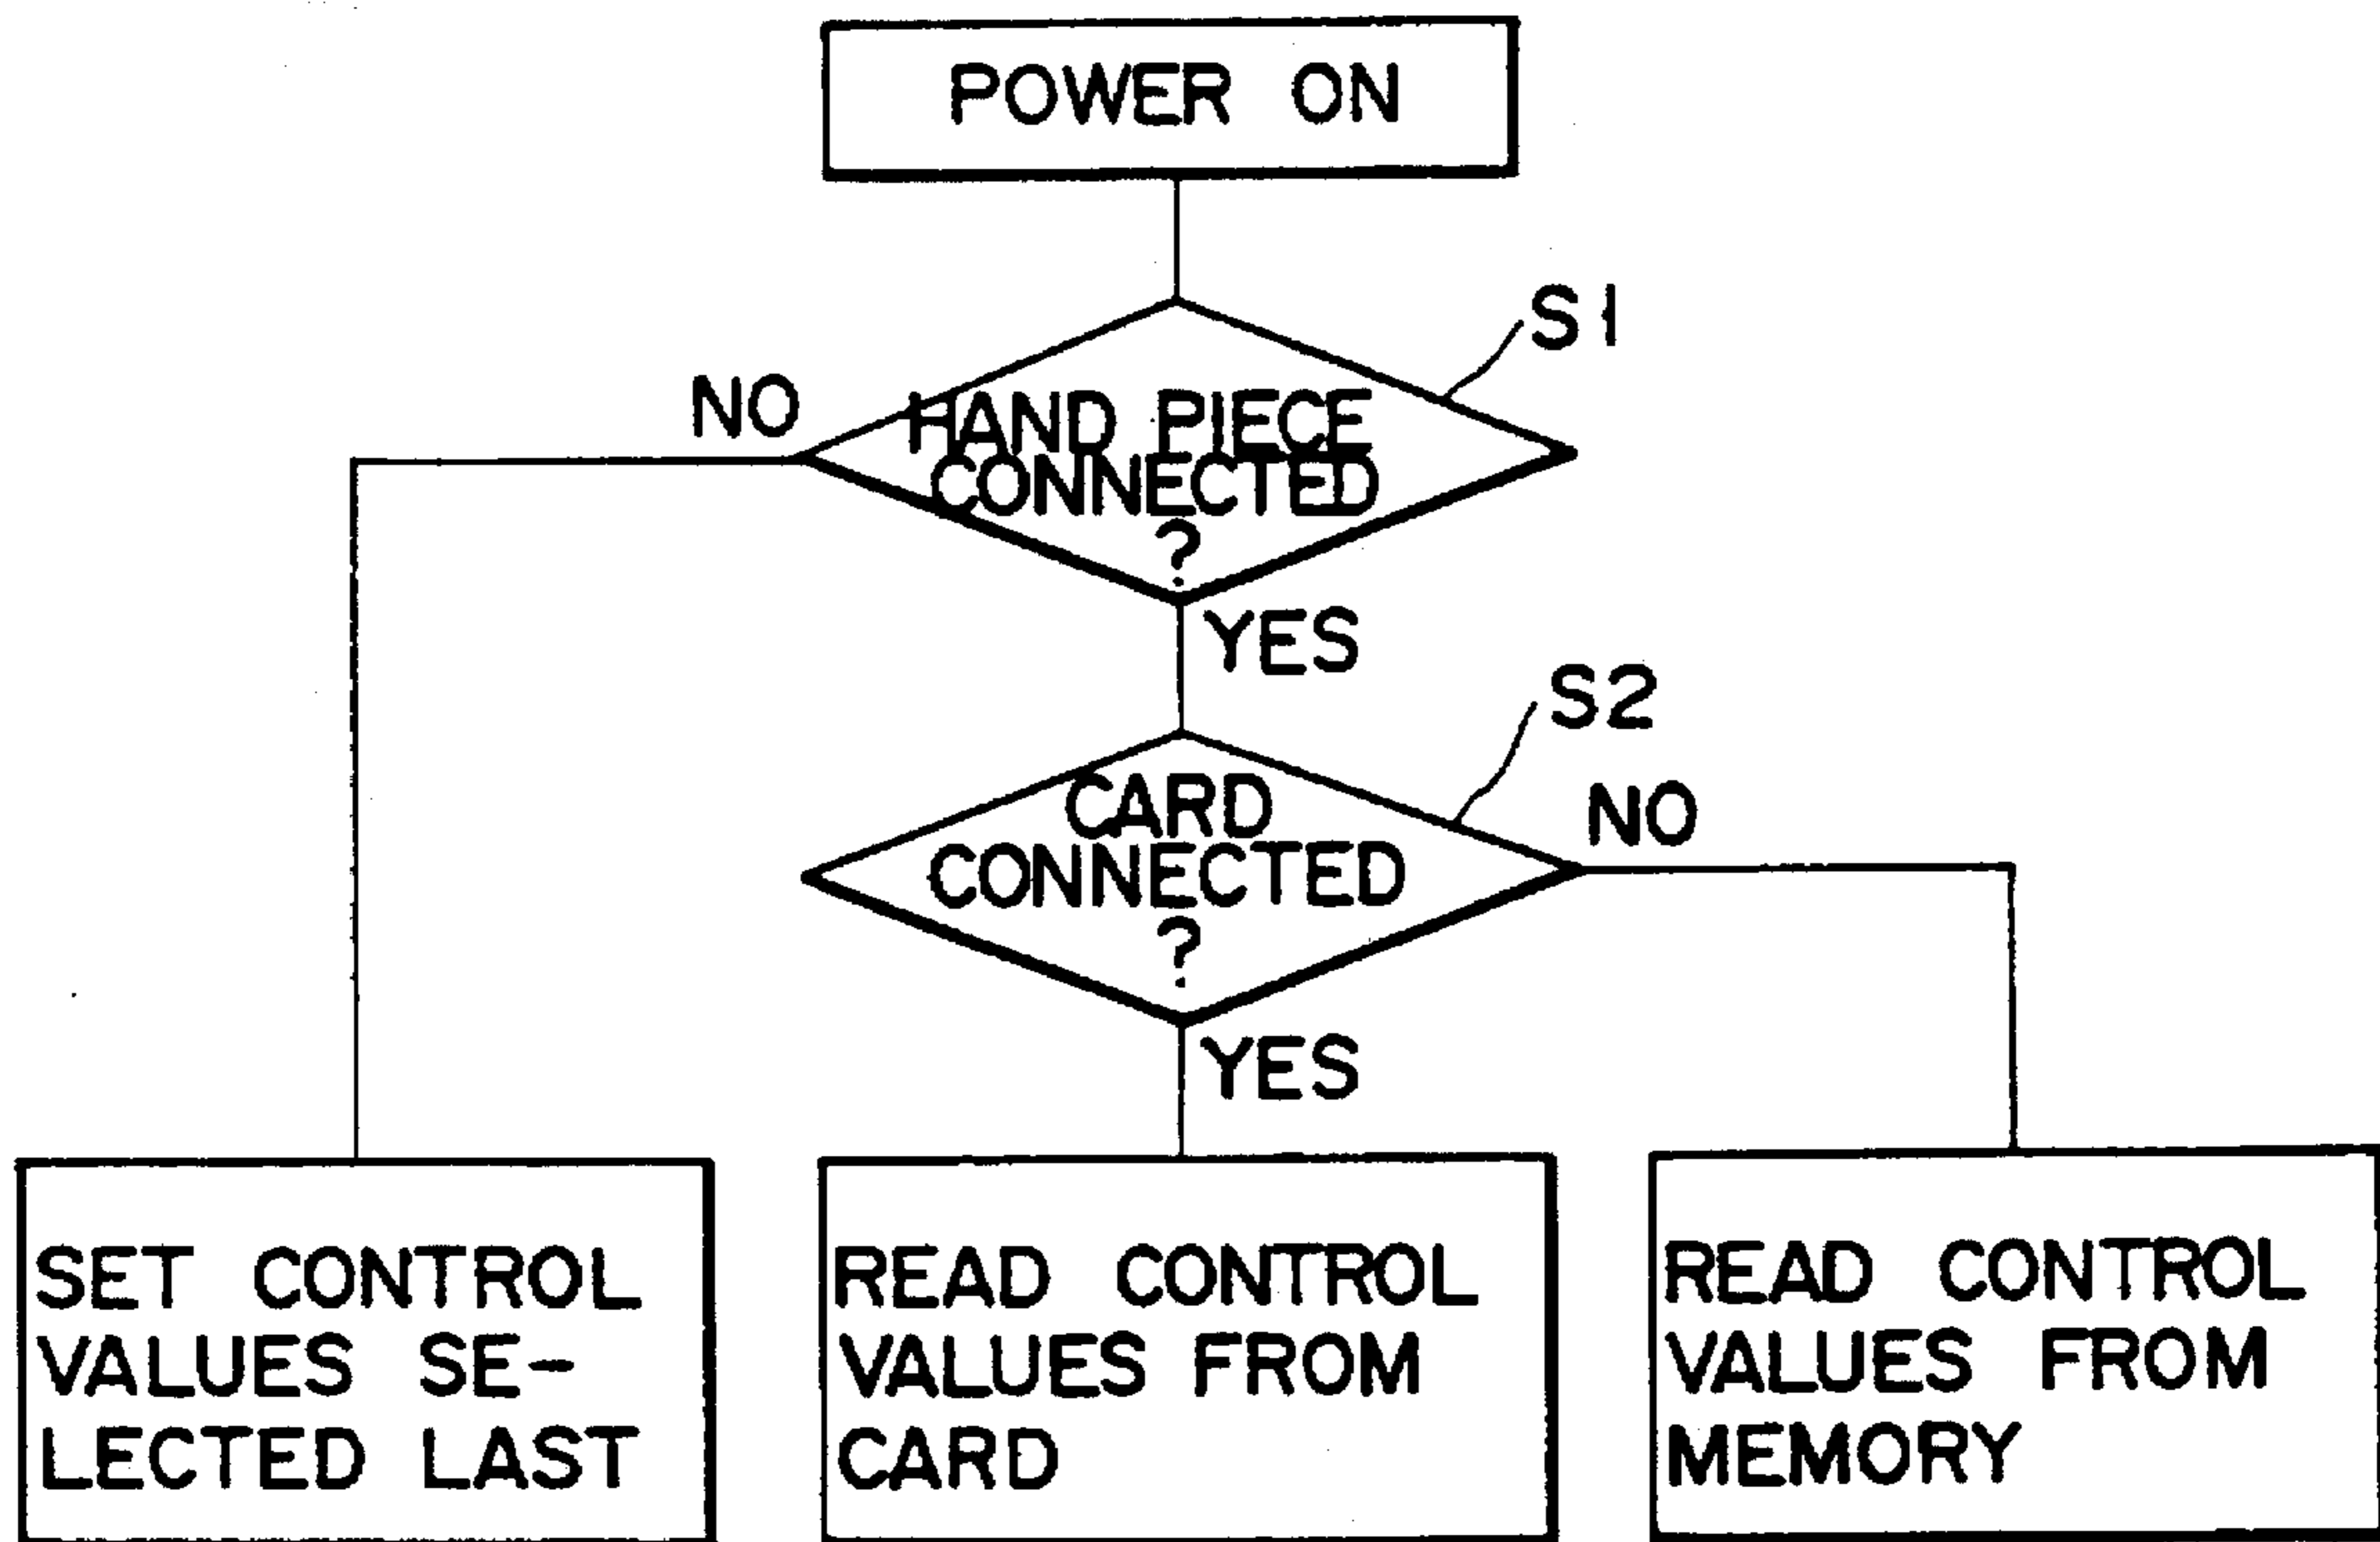 POWER ON
S1
NO
HAND PIECE
CONNECTED
?
YES
S2
CARD
CONNECTED
?
NO
YES
SET CONTROL
VALUES SE-
LECTED LAST
READ CONTROL
VALUES FROM
CARD
READ CONTROL
VALUES FROM
MEMORY